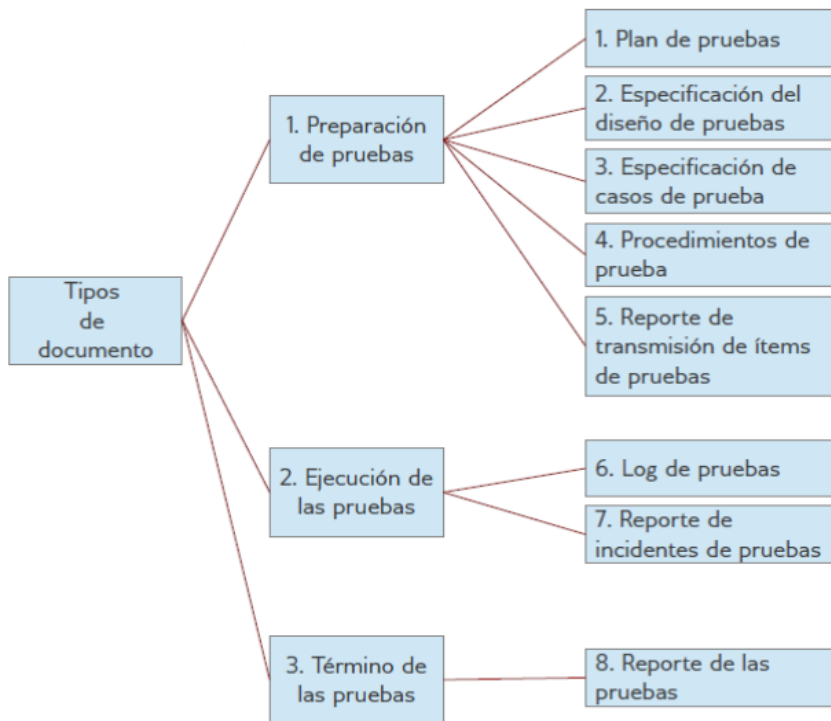 Tipos
de
documento
1. Preparación
de pruebas
1. Plan de pruebas
2. Especificación del
diseño de pruebas
3. Especificación de
casos de prueba
4. Procedimientos de
prueba
5. Reporte de
transmisión de ítems
de pruebas
2. Ejecución de
las pruebas
6. Log de pruebas
7. Reporte de
incidentes de pruebas
3. Término de
las pruebas
8. Reporte de las
pruebas